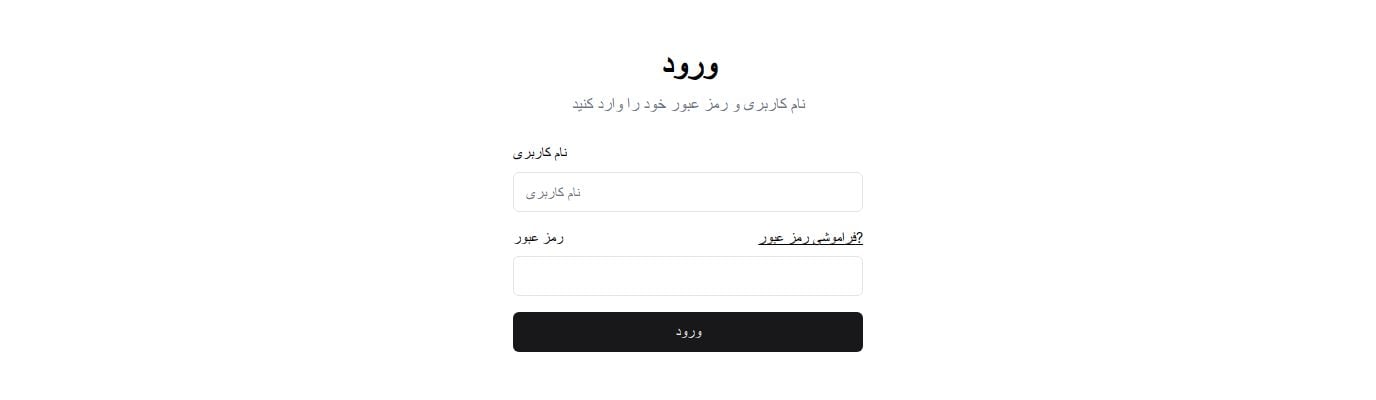 ورود
نام کاربری و رمز عبور خود را وارد کنید
نام کاربری
نام کاربری
رمز عبور
فراموشی رمز عبور?
ورود